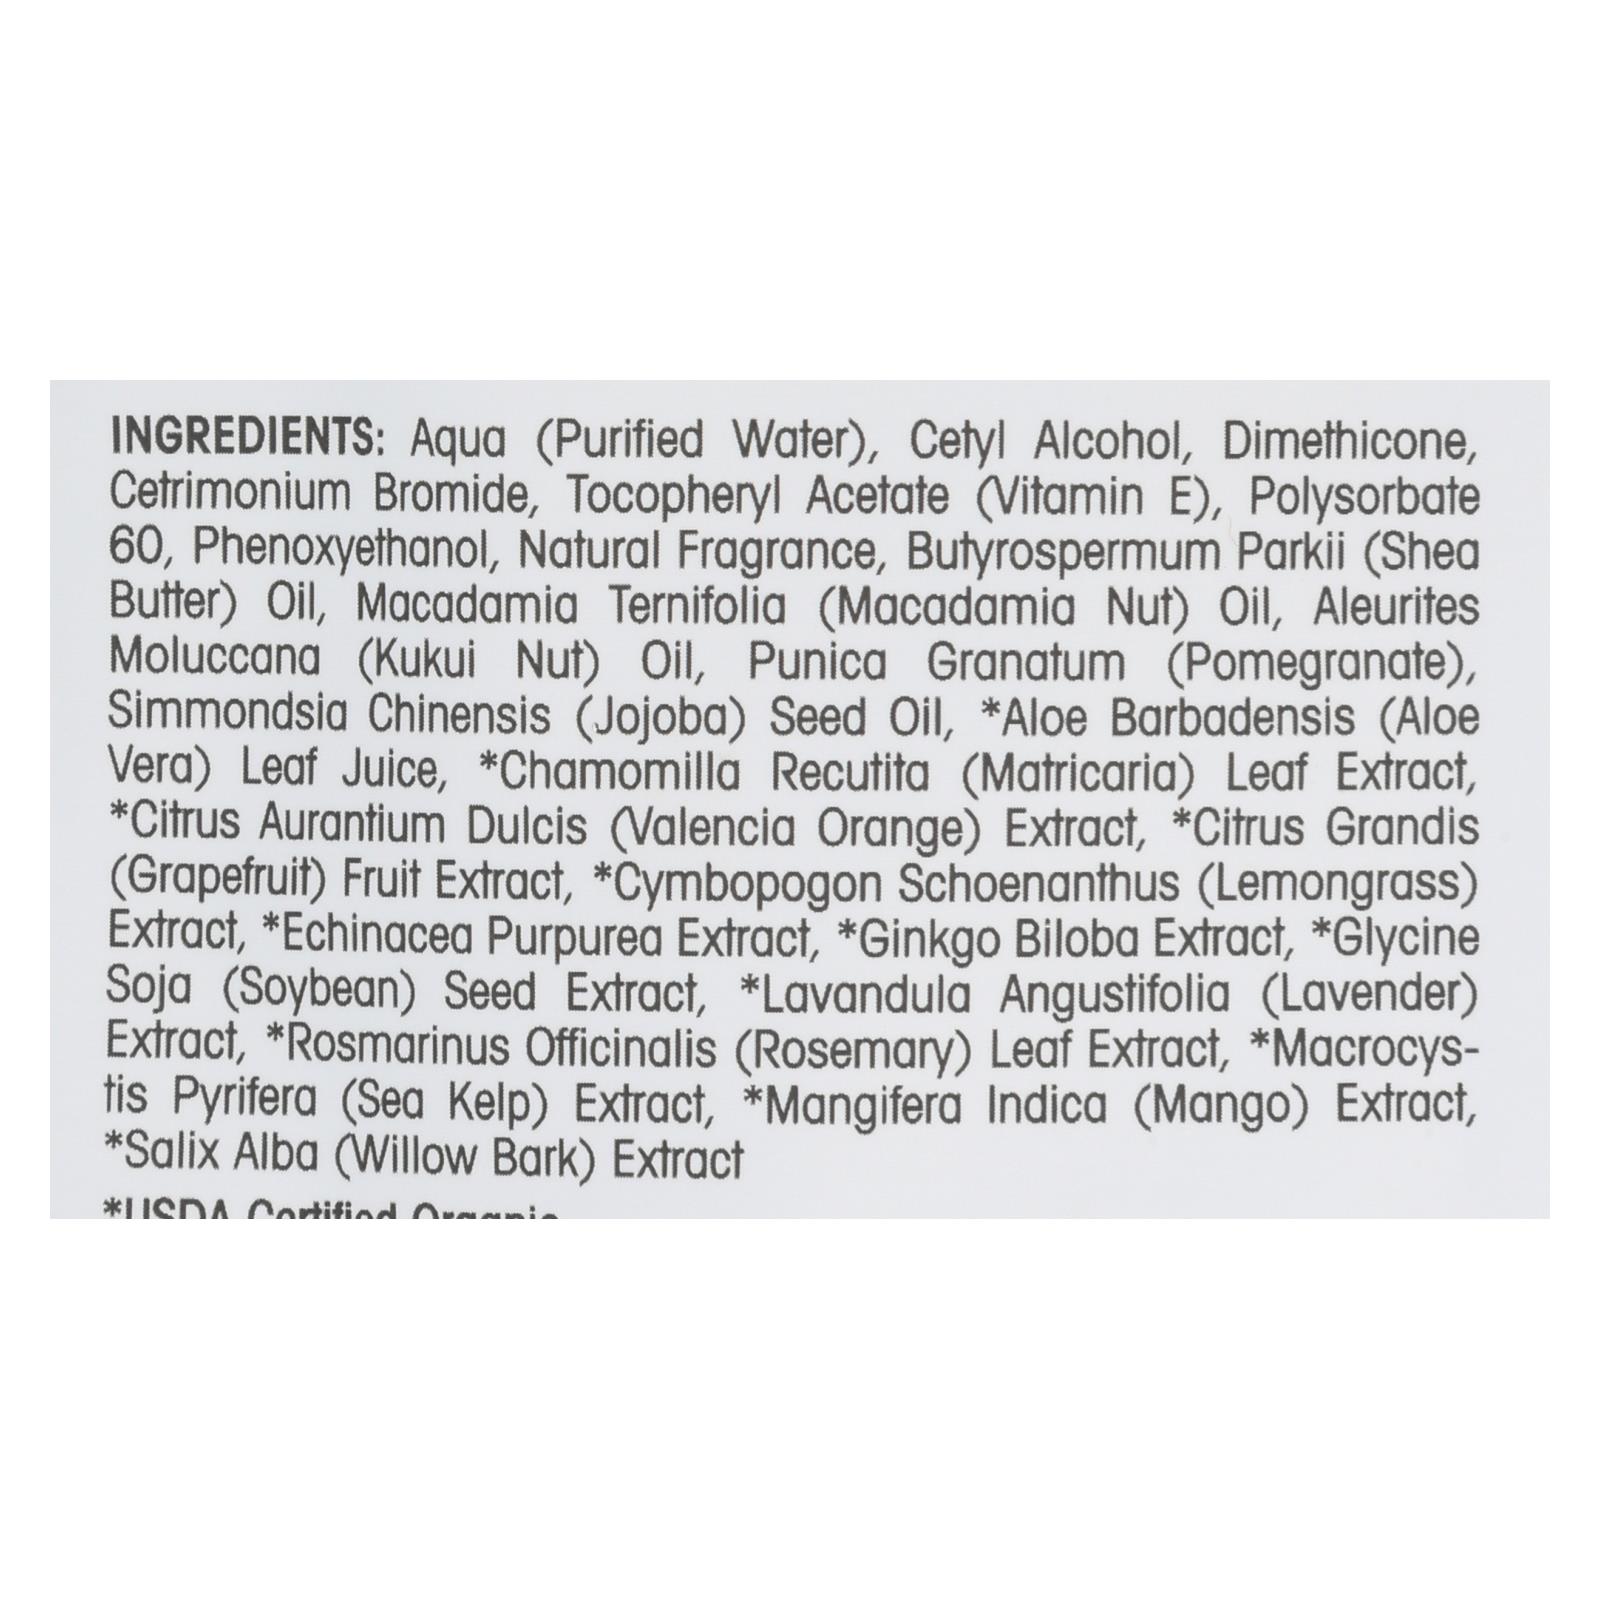 INGREDIENTS: Aqua (Purified Water), Cetyl Alcohol, Dimethicone,
Cetrimonium Bromide, Tocopheryl Acetate (Vitamin E), Polysorbate
60, Phenoxyethanol, Natural Fragrance, Butyrospermum Parkii (Shea
Butter) Oil, Macadamia Ternifolia (Macadamia Nut) Oil, Aleurites
Moluccana (Kukui Nut) Oil, Punica Granatum (Pomegranate),
Simmondsia Chinensis (Jojoba) Seed Oil, *Aloe Barbadensis (Aloe
Vera) Leaf Juice, *Chamomilla Recutita (Matricaria) Leaf Extract,
*Citrus Aurantium Dulcis (Valencia Orange) Extract, *Citrus Grandis
(Grapefruit) Fruit Extract, *Cymbopogon Schoenanthus (Lemongrass)
Extract, *Echinacea Purpurea Extract, *Ginkgo Biloba Extract, *Glycine
Soja (Soybean) Seed Extract, *Lavandula Angustifolia (Lavender)
Extract, *Rosmarinus Officinalis (Rosemary) Leaf Extract, *Macrocys-
tis Pyrifera (Sea Kelp) Extract, *Mangifera Indica (Mango) Extract,
*Salix Alba (Willow Bark) Extract
*USDA Certified Organic